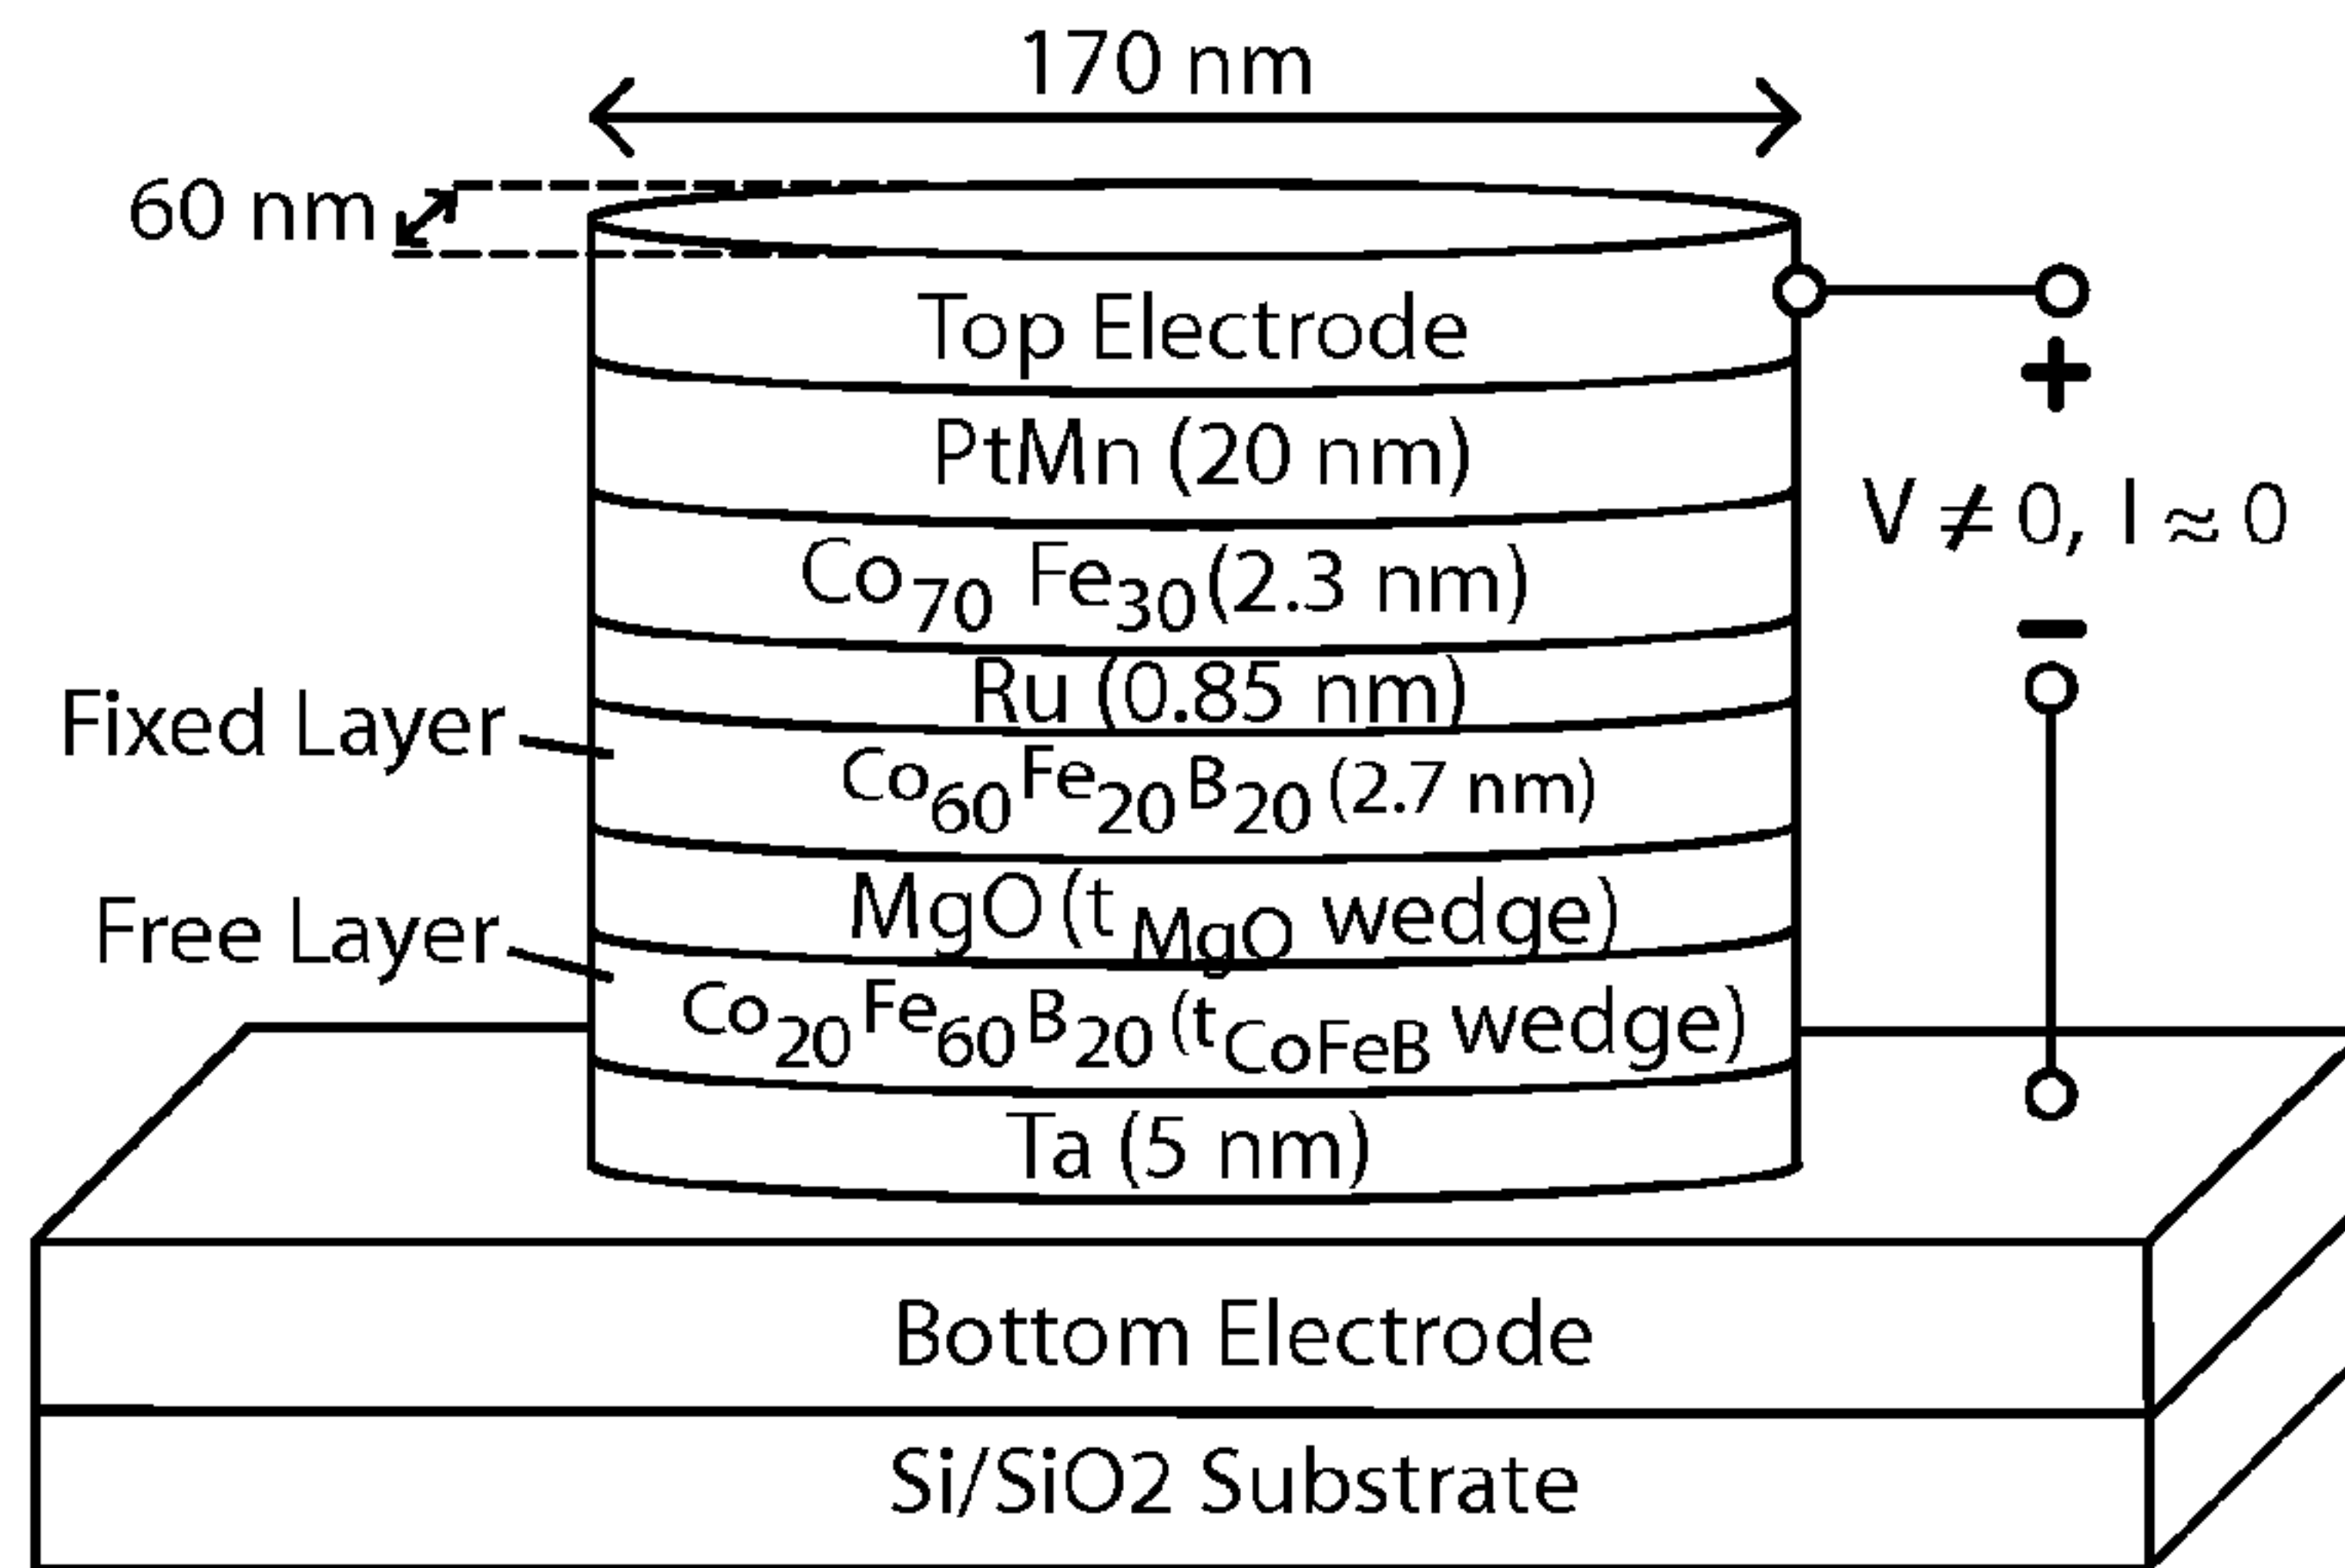 170 nm
60 nm
Top Electrode
+
PtMn (20 nm)
V ≠ 0, I ≈ 0
Co70 Fe30 (2.3 nm)
−
Ru (0.85 nm)
Fixed Layer
Co60Fe20B20 (2.7 nm)
MgO (t MgO wedge)
Free Layer
Co20Fe60B20 (tCoFeB wedge)
Ta (5 nm)
Bottom Electrode
Si/SiO2 Substrate